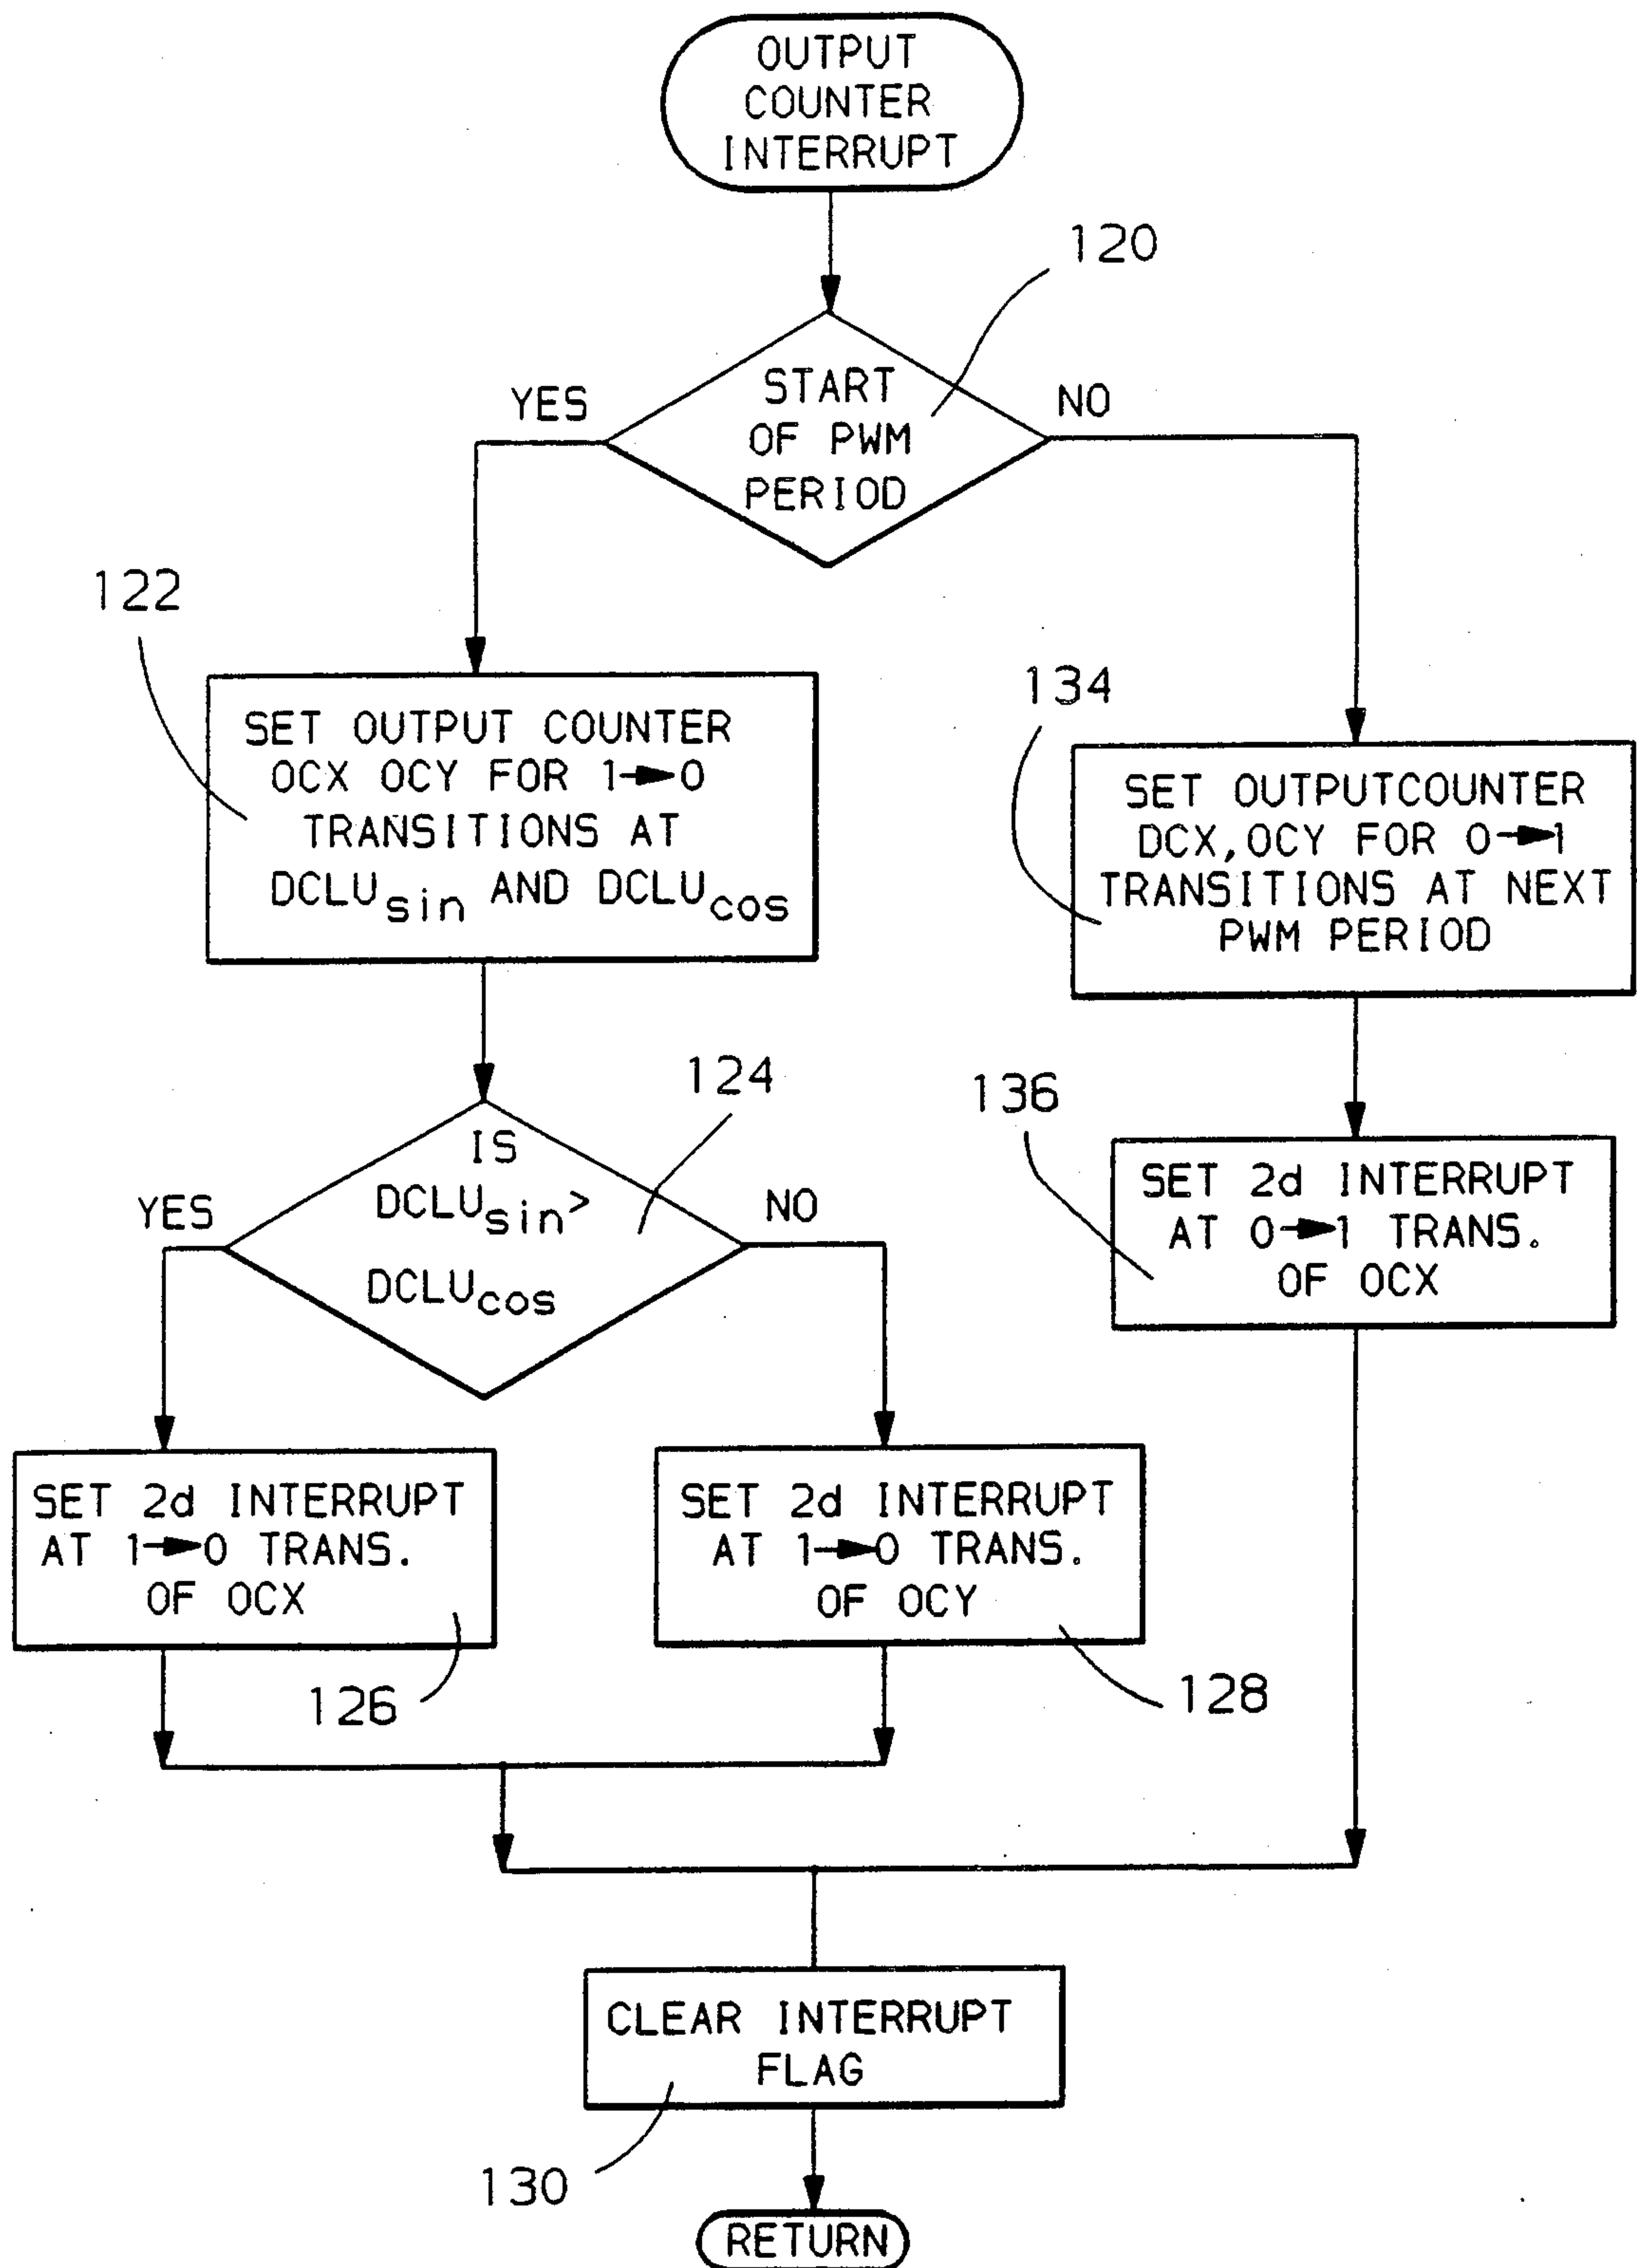 OUTPUT
COUNTER
INTERRUPT
120
START
OF PWM
PERIOD
YES
NO
122
SET OUTPUT COUNTER
OCX OCY FOR 1→0
TRANSITIONS AT
DCLUsin AND DCLUcos
134
SET OUTPUTCOUNTER
DCX,OCY FOR 0→1
TRANSITIONS AT NEXT
PWM PERIOD
124
IS
DCLUsin>
DCLUcos
YES
NO
136
SET 2d INTERRUPT
AT 0→1 TRANS.
OF OCX
SET 2d INTERRUPT
AT 1→0 TRANS.
OF OCX
126
SET 2d INTERRUPT
AT 1→0 TRANS.
OF OCY
128
CLEAR INTERRUPT
FLAG
130
RETURN